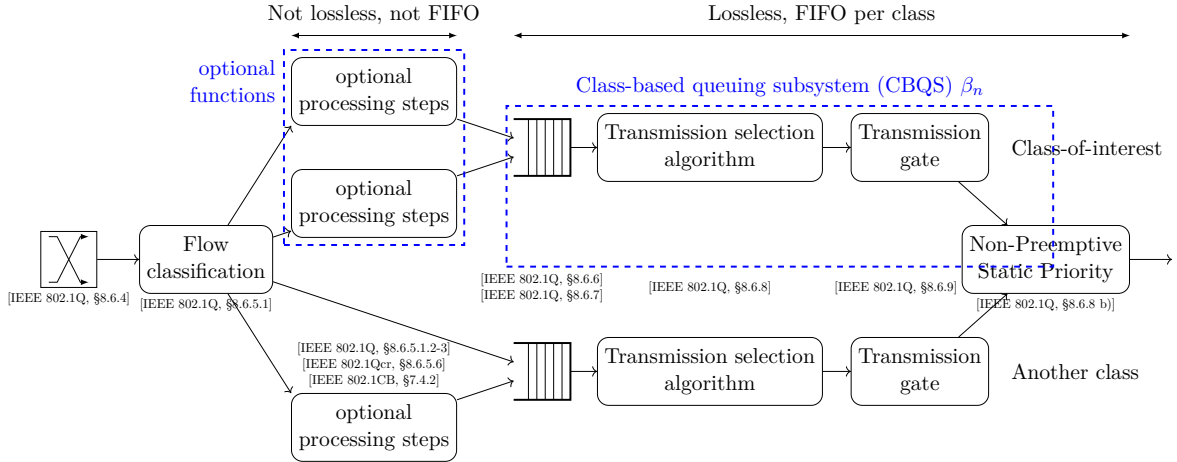 Not lossless, not FIFO
Lossless, FIFO per class
optional
functions
optional
processing steps
Class-based queuing subsystem (CBQS) βn
Transmission selection
algorithm
Transmission
gate
Class-of-interest
optional
processing steps
Flow
classification
Non-Preemptive
Static Priority
[IEEE 802.1Q, §8.6.4]
[IEEE 802.1Q, §8.6.5.1]
[IEEE 802.1Q, §8.6.6]
[IEEE 802.1Q, §8.6.7]
[IEEE 802.1Q, §8.6.8]
[IEEE 802.1Q, §8.6.9]
[IEEE 802.1Q, §8.6.8 b)]
[IEEE 802.1Q, §8.6.5.1.2-3]
[IEEE 802.1Qcr, §8.6.5.6]
[IEEE 802.1CB, §7.4.2]
Transmission selection
algorithm
Transmission
gate
Another class
optional
processing steps